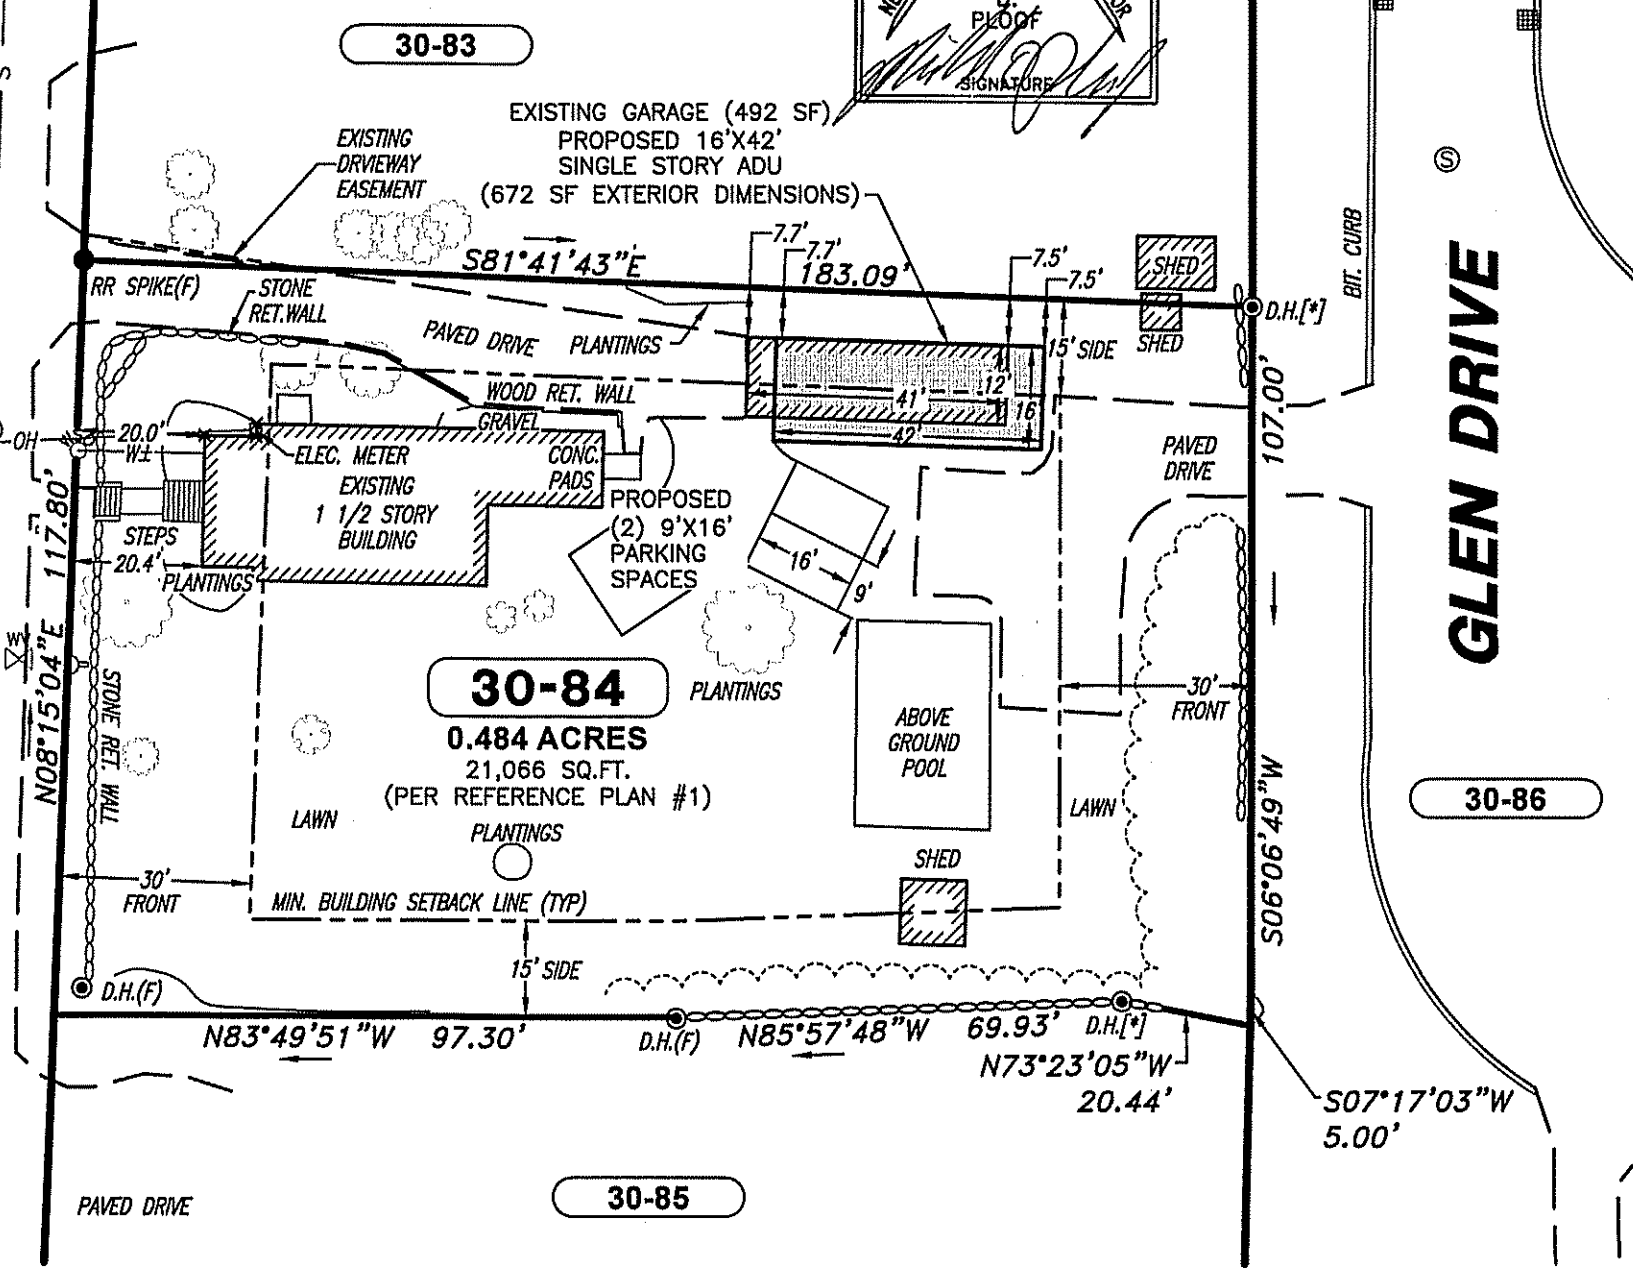 30-83
PLOOF
SIGNATURE
EXISTING GARAGE (492 SF)
PROPOSED 16'X42'
SINGLE STORY ADU
(672 SF EXTERIOR DIMENSIONS)
EXISTING
DRVIEWAY
EASEMENT
S
BIT. CURB
GLEN DRIVE
S81°41'43"E
183.09'
7.7'
7.7'
7.5'
7.5'
SHED
SHED
D.H.[*]
RR SPIKE(F)
STONE
RET.WALL
PAVED DRIVE
PLANTINGS
15' SIDE
WOOD RET. WALL
GRAVEL
41'
12'
16'
42'
107.00'
OH
20.0'
ELEC. METER
EXISTING
1 1/2 STORY
BUILDING
CONC.
PADS
PAVED
DRIVE
PROPOSED
(2) 9'X16'
PARKING
SPACES
16'
9'
STEPS
20.4'
PLANTINGS
N08°15'04"E 117.80'
WV
STONE RET. WALL
30-84
0.484 ACRES
21,066 SQ.FT.
(PER REFERENCE PLAN #1)
PLANTINGS
ABOVE
GROUND
POOL
30'
FRONT
LAWN
LAWN
PLANTINGS
SHED
30-86
S06°06'49"W
30'
FRONT
MIN. BUILDING SETBACK LINE (TYP)
15' SIDE
D.H.(F)
N83°49'51"W 97.30'
D.H.(F)
N85°57'48"W 69.93'
D.H.[*]
N73°23'05"W
20.44'
S07°17'03"W
5.00'
PAVED DRIVE
30-85